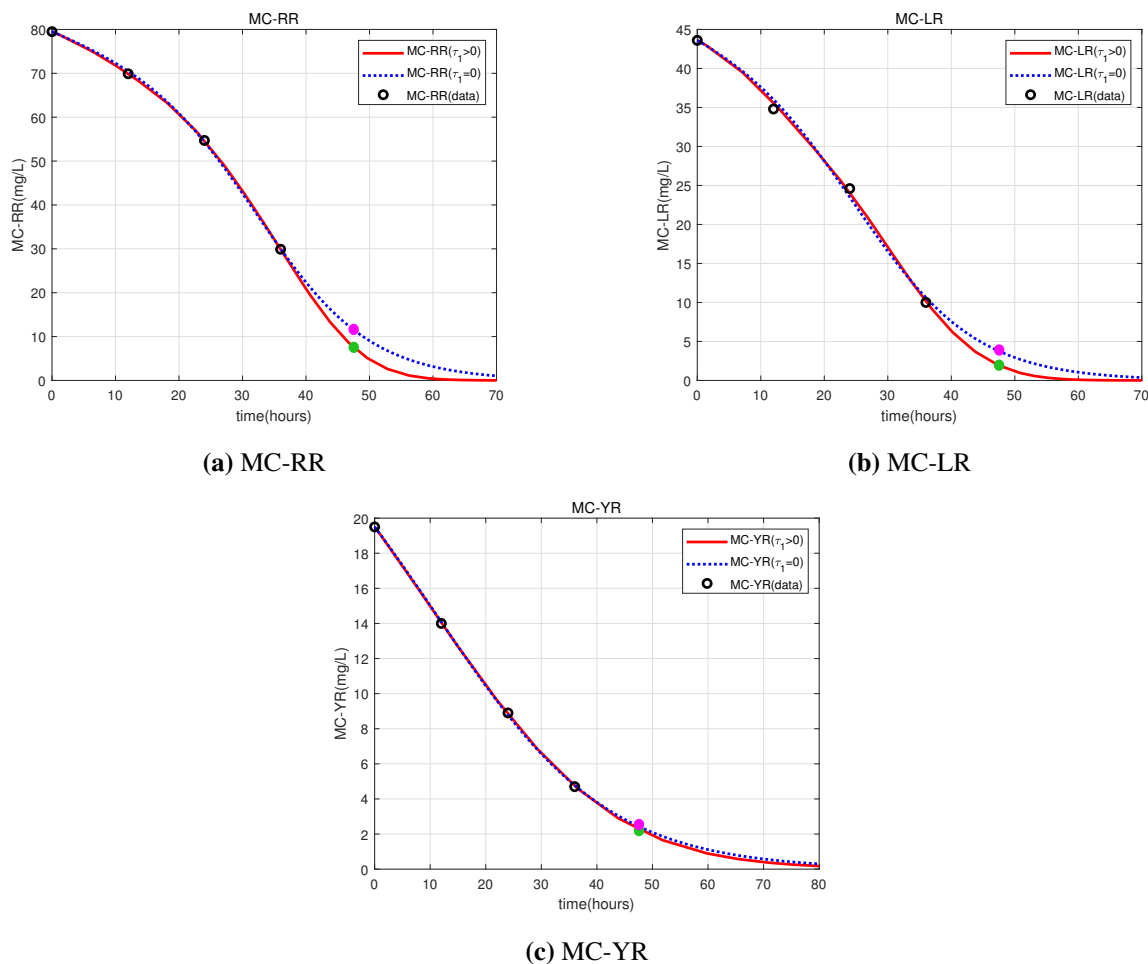 MC-RR
MC-RR(mg/L)
80
70
60
50
40
30
20
10
0
MC-RR(τ1>0)
MC-RR(τ1=0)
MC-RR(data)
0 10 20 30 40 50 60 70
time(hours)
(a) MC-RR
MC-LR
MC-LR(mg/L)
45
40
35
30
25
20
15
10
5
0
MC-LR(τ1>0)
MC-LR(τ1=0)
MC-LR(data)
0 10 20 30 40 50 60 70
time(hours)
(b) MC-LR
MC-YR
MC-YR(mg/L)
20
18
16
14
12
10
8
6
4
2
0
MC-YR(τ1>0)
MC-YR(τ1=0)
MC-YR(data)
0 10 20 30 40 50 60 70 80
time(hours)
(c) MC-YR